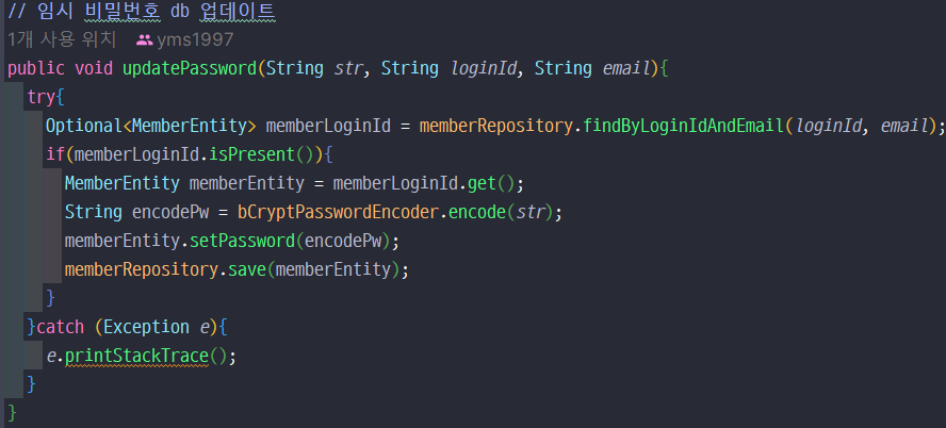 // 임시 비밀번호 db 업데이트
1개 사용 위치 yms1997
public void updatePassword(String str, String loginId, String email){
try{
Optional<MemberEntity> memberLoginId = memberRepository.findByLoginIdAndEmail(loginId, email);
if(memberLoginId.isPresent()){
MemberEntity memberEntity = memberLoginId.get();
String encodePw = bCryptPasswordEncoder.encode(str);
memberEntity.setPassword(encodePw);
memberRepository.save(memberEntity);
}
}catch (Exception e){
e.printStackTrace();
}
}